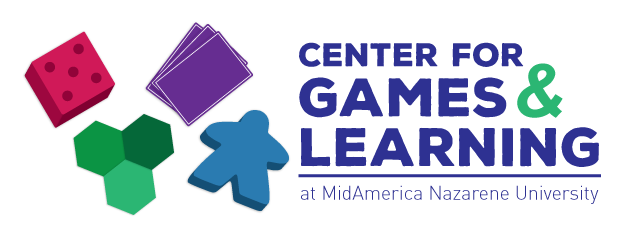 CENTER FOR
GAMES &
LEARNING
at MidAmerica Nazarene University